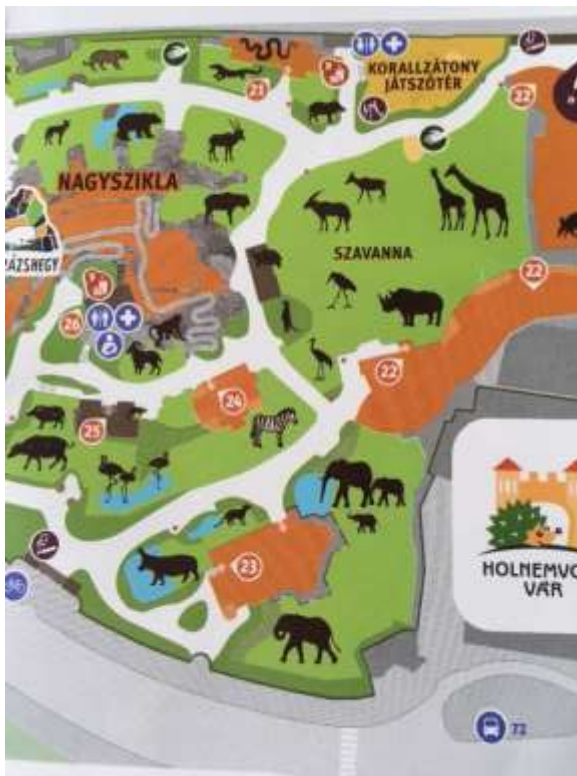 KORALLZÁTONY
JÁTSZÓTÉR
21
22
NAGYSZIKLA
SZAVANNA
22
26
22
24
25
23
HOLNEMVO
VÁR
72